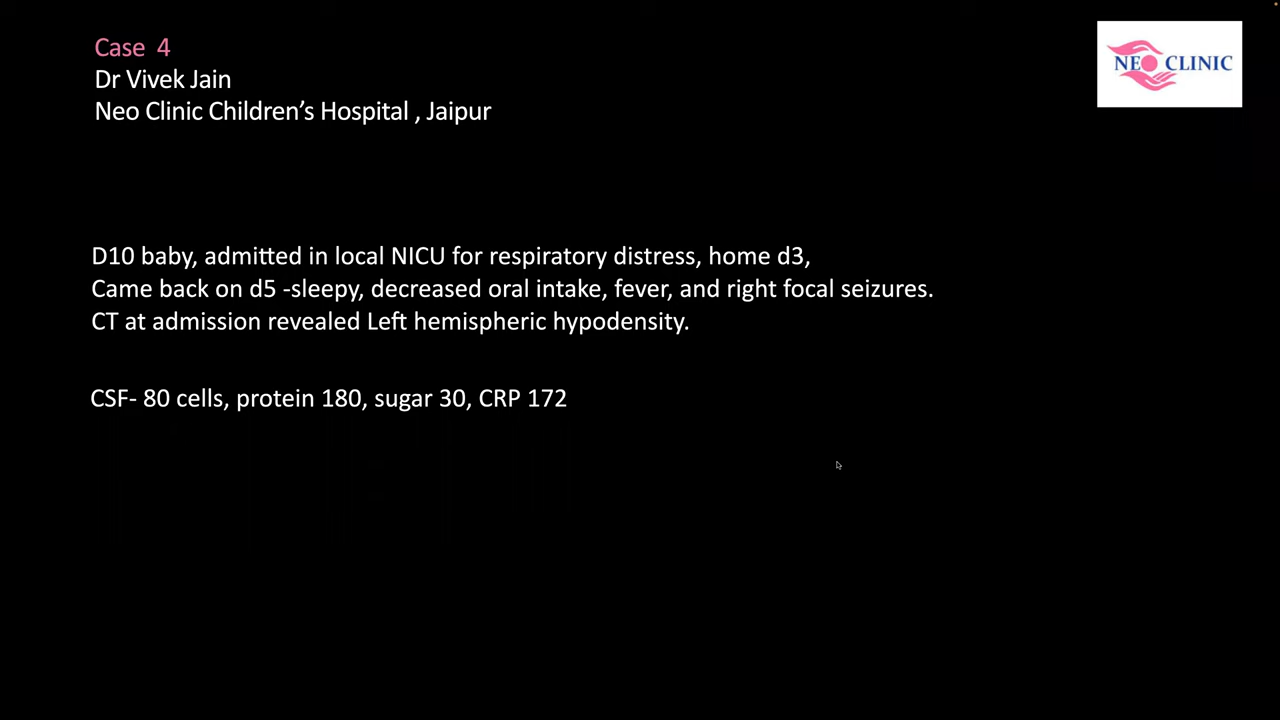 Case 4
Dr Vivek Jain
Neo Clinic Children’s Hospital , Jaipur
NEO CLINIC
D10 baby, admitted in local NICU for respiratory distress, home d3,
Came back on d5 -sleepy, decreased oral intake, fever, and right focal seizures.
CT at admission revealed Left hemispheric hypodensity.
CSF- 80 cells, protein 180, sugar 30, CRP 172